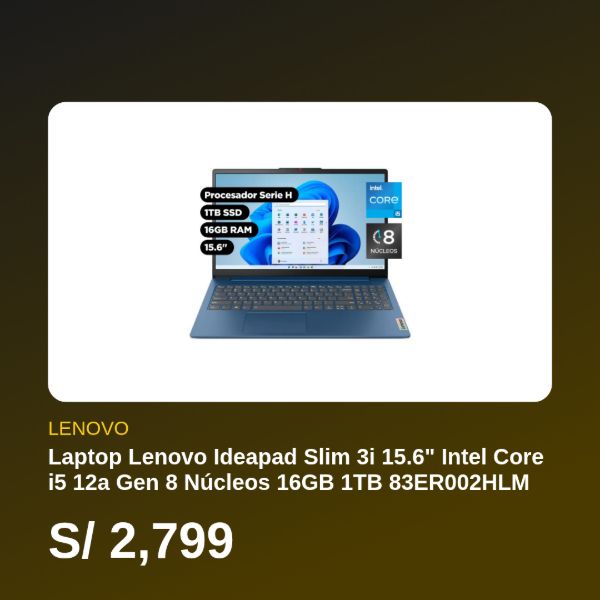 Procesador Serie H
1TB SSD
16GB RAM
15.6"
intel.
CORE
i5
8
NÚCLEOS
LENOVO
Laptop Lenovo Ideapad Slim 3i 15.6" Intel Core
i5 12a Gen 8 Núcleos 16GB 1TB 83ER002HLM
S/ 2,799